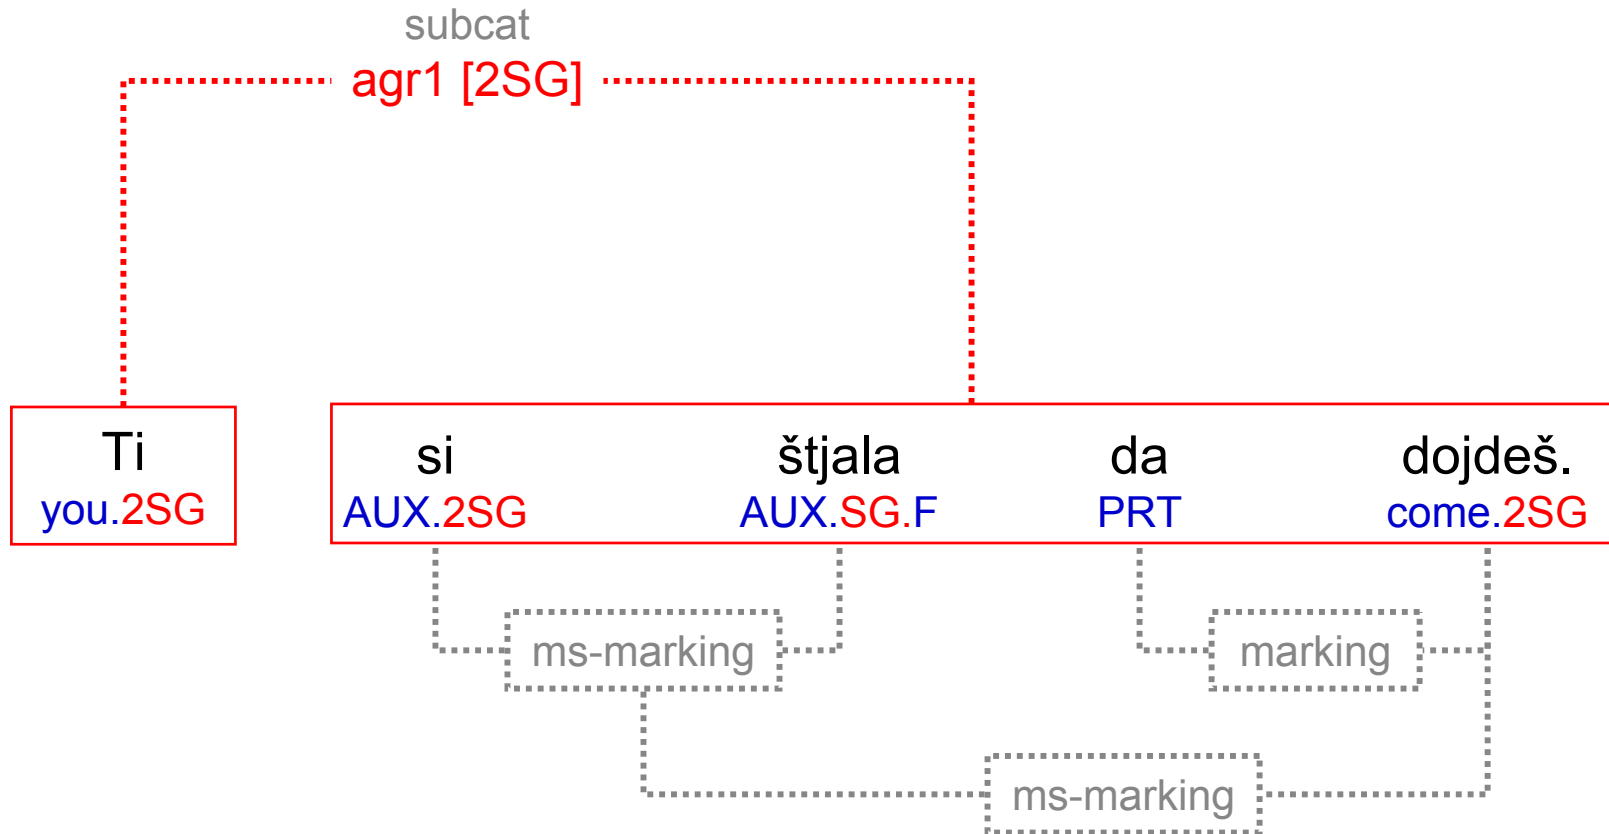 subcat
agr1 [2SG]
Ti si štjala da dojdeš.
you.2SG AUX.2SG AUX.SG.F PRT come.2SG
ms-marking marking
ms-marking